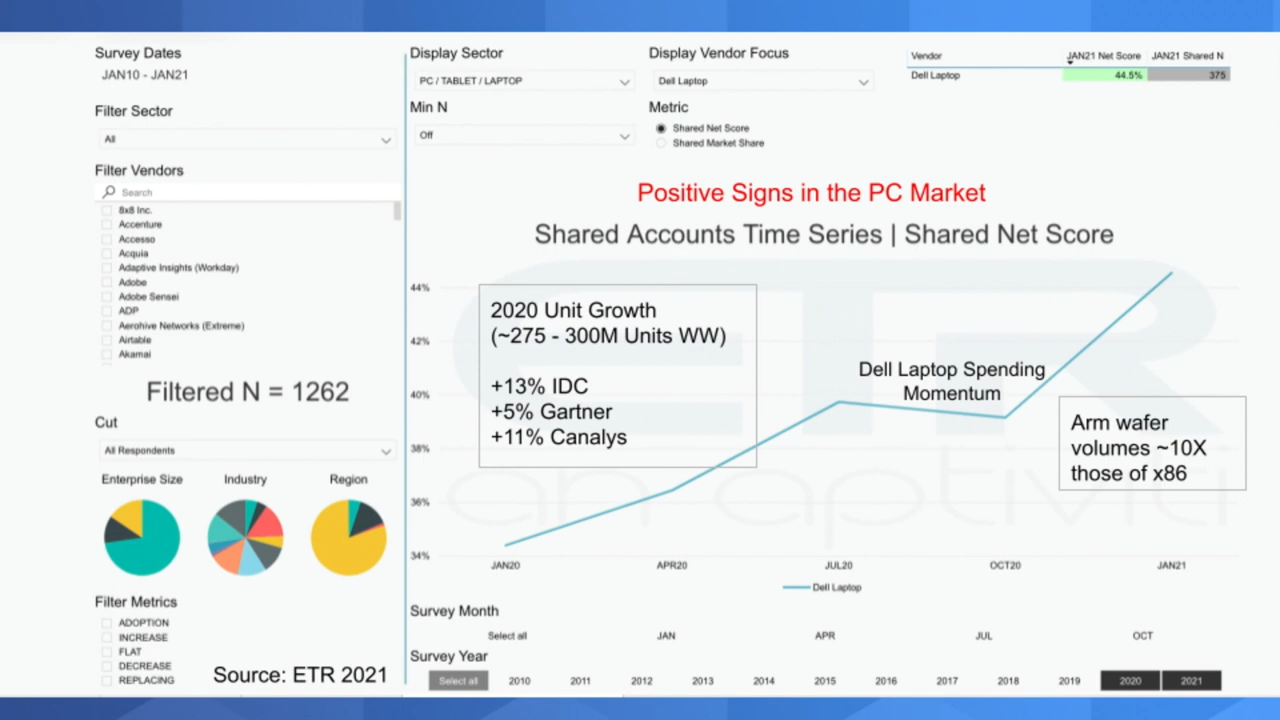 Survey Dates
JAN10 - JAN21
Filter Sector
All
Filter Vendors
Search
8x8 Inc.
Accenture
Accesso
Acquia
Adaptive Insights (Workday)
Adobe
Adobe Sensei
ADP
Aerohive Networks (Extreme)
Airtable
Akamai
Filtered N = 1262
Cut
All Respondents
Enterprise Size Industry Region
Filter Metrics
ADOPTION
INCREASE
FLAT
DECREASE
REPLACING
Source: ETR 2021
Display Sector
PC / TABLET / LAPTOP
Min N
Off
Display Vendor Focus
Dell Laptop
Metric
Shared Net Score
Shared Market Share
Vendor JAN21 Net Score JAN21 Shared N
Dell Laptop 44.5% 375
Positive Signs in the PC Market
Shared Accounts Time Series | Shared Net Score
ETR
an aptiviti
44%
42%
40%
38%
36%
34%
2020 Unit Growth
(~275 - 300M Units WW)
+13% IDC
+5% Gartner
+11% Canalys
Dell Laptop Spending
Momentum
Arm wafer
volumes ~10X
those of x86
JAN20 APR20 JUL20 OCT20 JAN21
Dell Laptop
Survey Month
Select all JAN APR JUL OCT
Survey Year
Select all 2010 2011 2012 2013 2014 2015 2016 2017 2018 2019 2020 2021